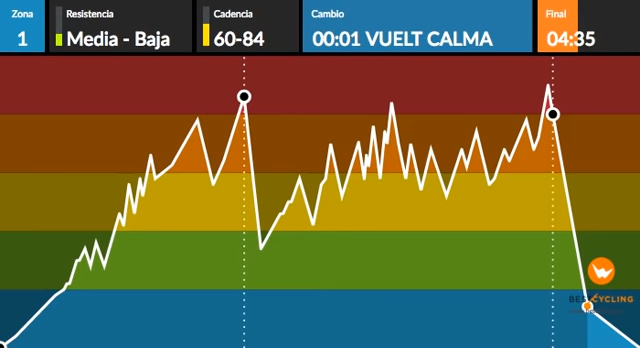 Zona
1
Resistencia
Media - Baja
Cadencia
60-84
Cambio
00:01 VUELT CALMA
Final
04:35
BESTCYCLING